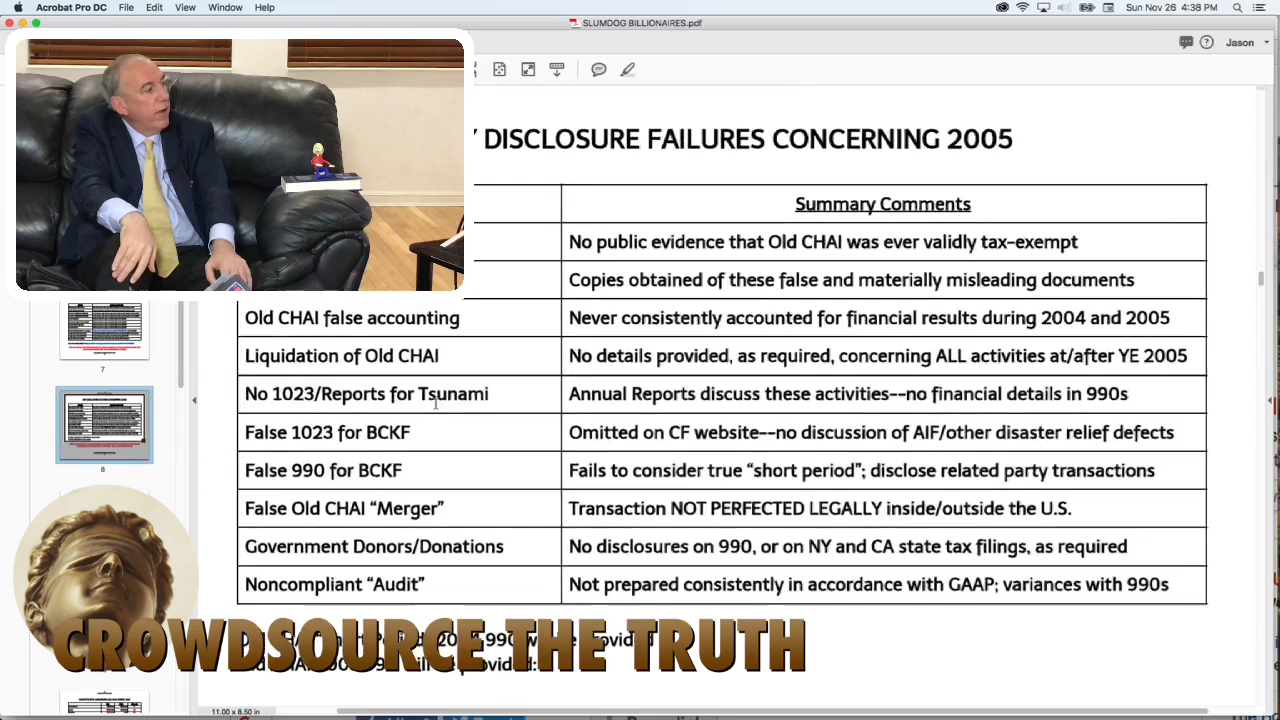 Acrobat Pro DC File Edit View Window Help
Sun Nov 26 4:38 PM
SLUMDOG BILLIONAIRES.pdf
Jason
DISCLOSURE FAILURES CONCERNING 2005
Summary Comments
No public evidence that Old CHAI was ever validly tax-exempt
Copies obtained of these false and materially misleading documents
Old CHAI false accounting
Never consistently accounted for financial results during 2004 and 2005
Liquidation of Old CHAI
No details provided, as required, concerning ALL activities at/after YE 2005
No 1023/Reports for Tsunami
Annual Reports discuss these activities--no financial details in 990s
False 1023 for BCKF
Omitted on CF website--no discussion of AIF/other disaster relief defects
False 990 for BCKF
Fails to consider true “short period”; disclose related party transactions
False Old CHAI “Merger”
Transaction NOT PERFECTED LEGALLY inside/outside the U.S.
Government Donors/Donations
No disclosures on 990, or on NY and CA state tax filings, as required
Noncompliant “Audit”
Not prepared consistently in accordance with GAAP; variances with 990s
7
8
CROWDSOURCE THE TRUTH
11.00 x 8.50 in